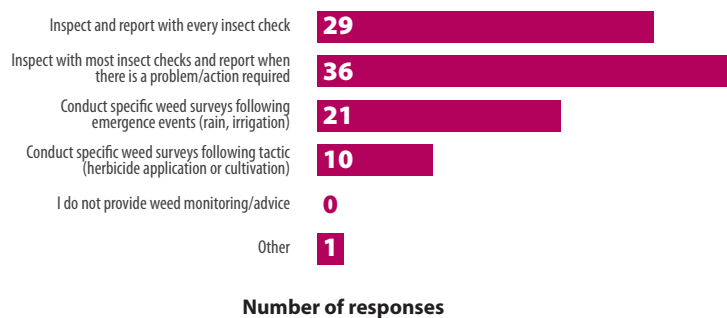 Inspect and report with every insect check
29
Inspect with most insect checks and report when
there is a problem/action required
36
Conduct specific weed surveys following
emergence events (rain, irrigation)
21
Conduct specific weed surveys following tactic
(herbicide application or cultivation)
10
I do not provide weed monitoring/advice
0
Other
1
Number of responses